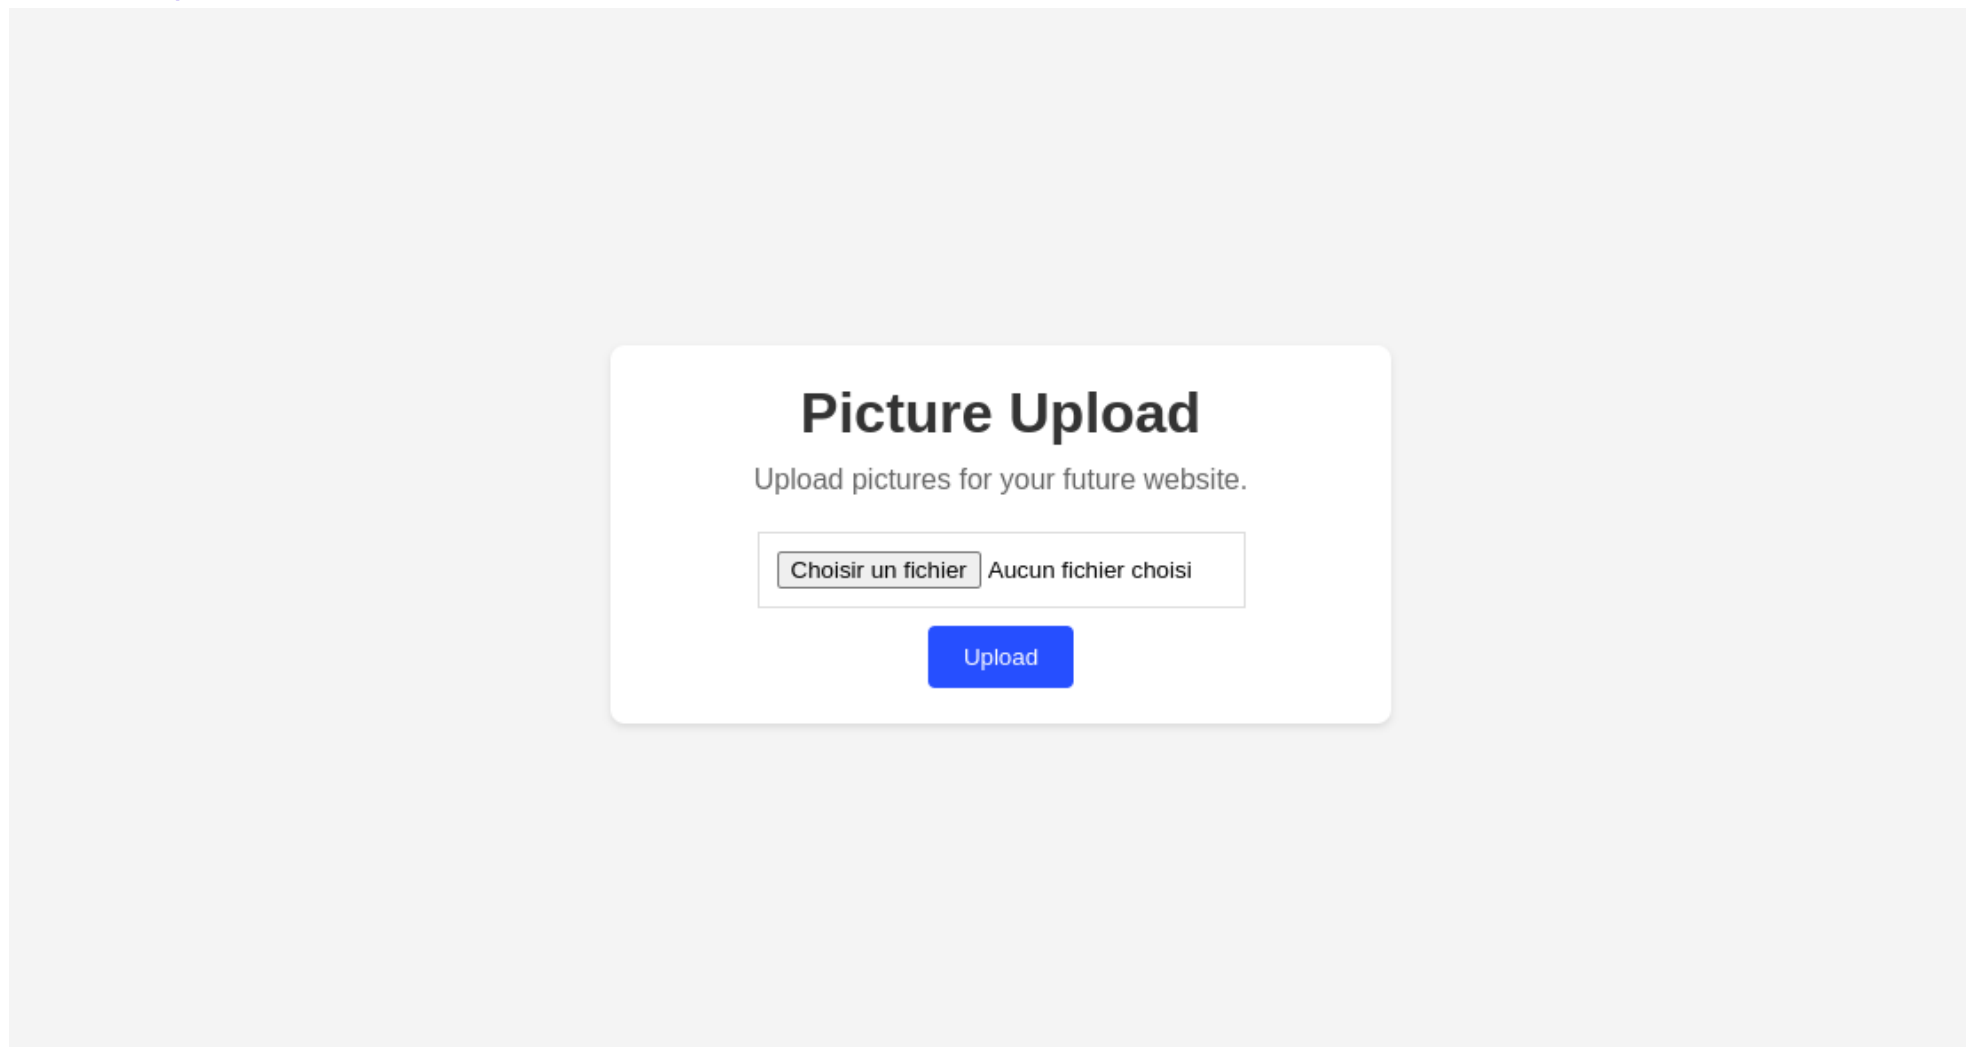 Picture Upload
Upload pictures for your future website.
Choisir un fichier Aucun fichier choisi
Upload